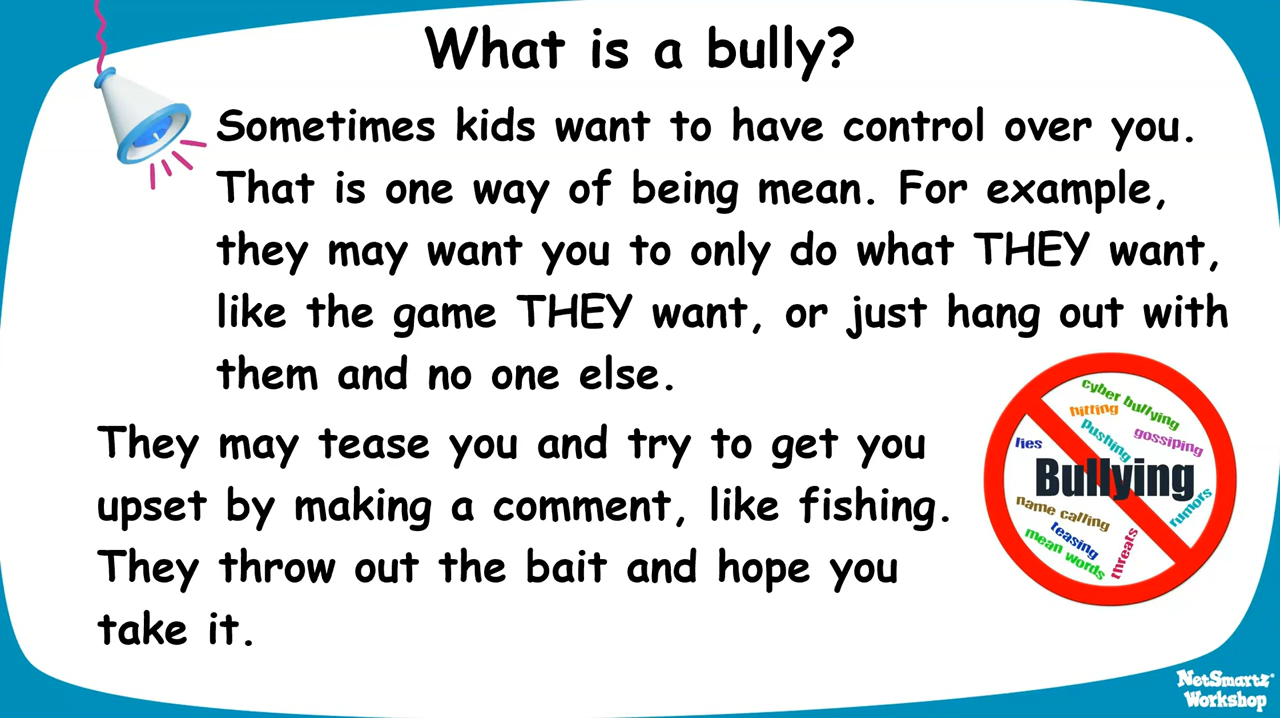 What is a bully?
Sometimes kids want to have control over you.
That is one way of being mean. For example,
they may want you to only do what THEY want,
like the game THEY want, or just hang out with
them and no one else.
They may tease you and try to get you
upset by making a comment, like fishing.
They throw out the bait and hope you
take it.
cyber bullying
hitting
pushing
gossiping
lies
Bullying
rumors
name calling
teasing
threats
mean words
NetSmartz®
Workshop